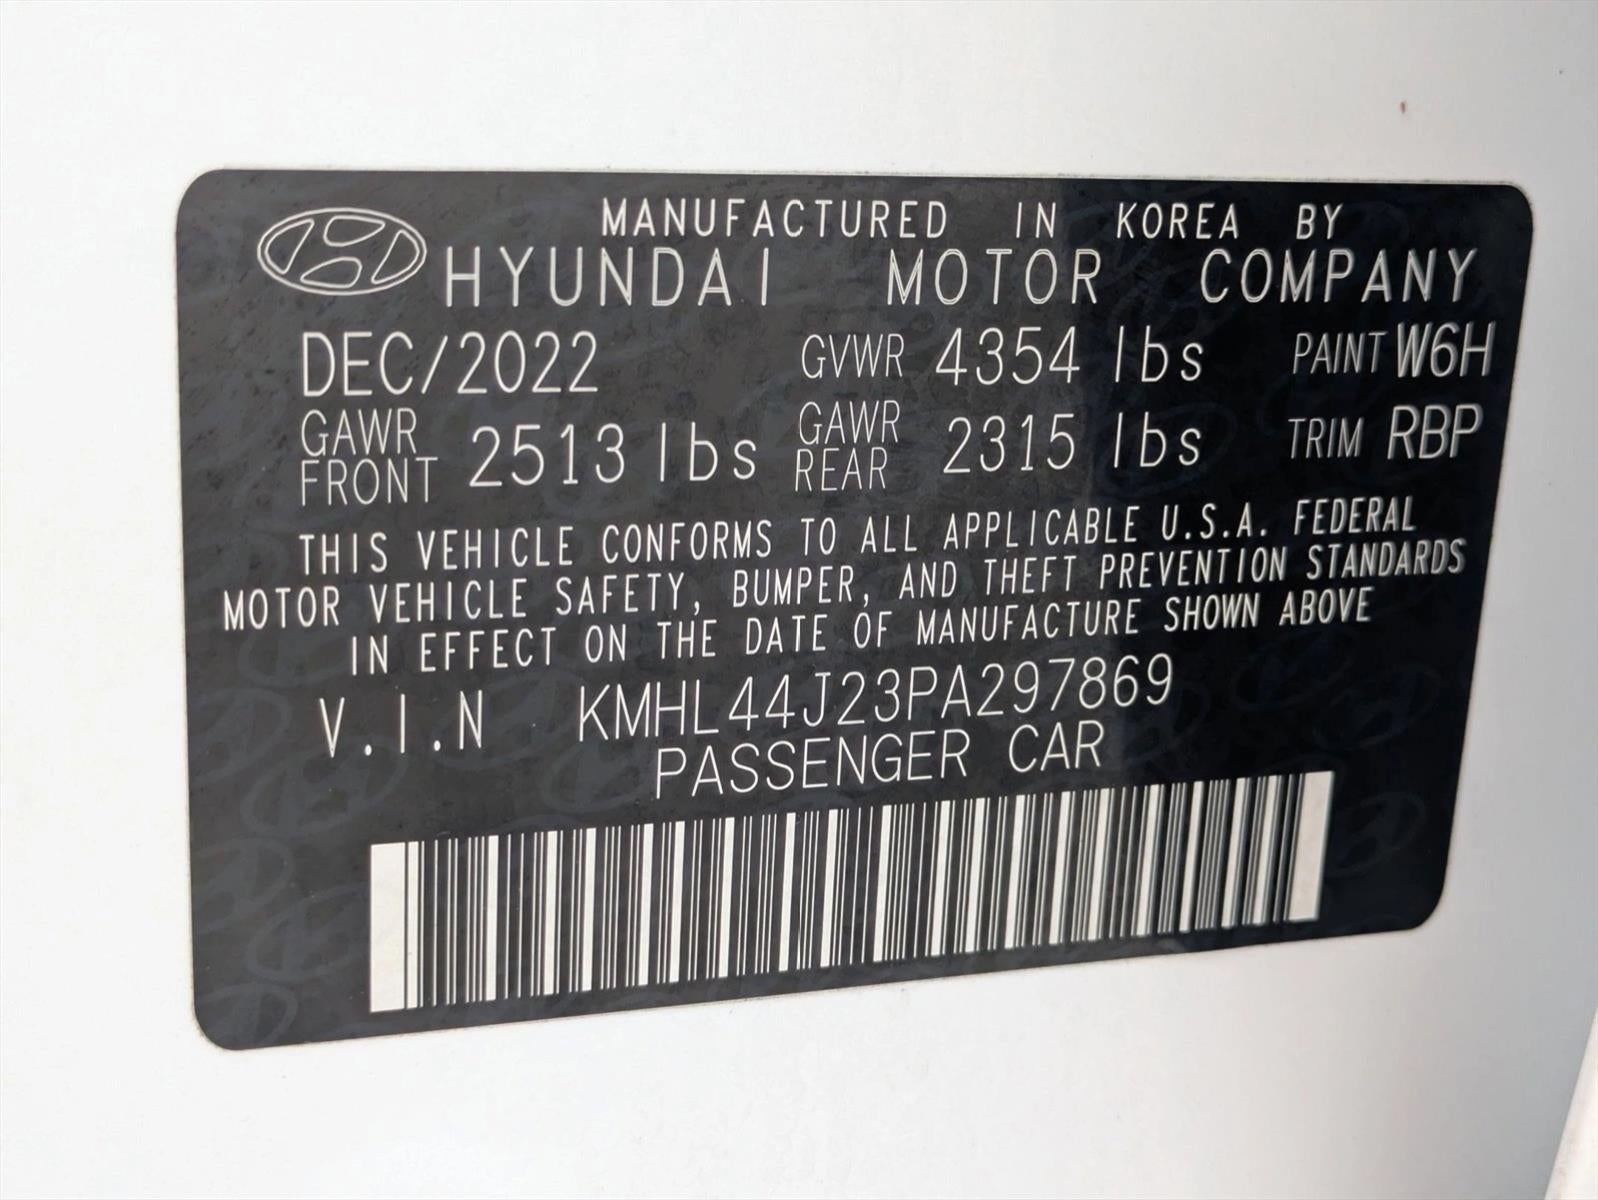 MANUFACTURED IN KOREA BY
HYUNDAI MOTOR COMPANY
DEC/2022 GVWR 4354 lbs PAINT W6H
GAWR FRONT 2513 lbs GAWR REAR 2315 lbs TRIM RBP
THIS VEHICLE CONFORMS TO ALL APPLICABLE U.S.A. FEDERAL
MOTOR VEHICLE SAFETY, BUMPER, AND THEFT PREVENTION STANDARDS
IN EFFECT ON THE DATE OF MANUFACTURE SHOWN ABOVE
V.I.N KMHL44J23PA297869
PASSENGER CAR